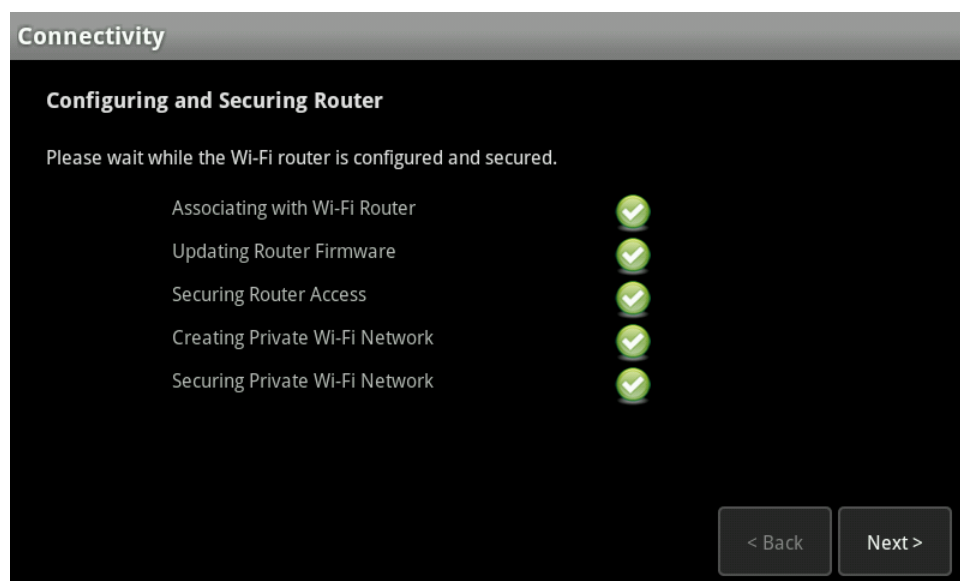 Connectivity
Configuring and Securing Router
Please wait while the Wi-Fi router is configured and secured.
Associating with Wi-Fi Router
Updating Router Firmware
Securing Router Access
Creating Private Wi-Fi Network
Securing Private Wi-Fi Network
< Back Next >